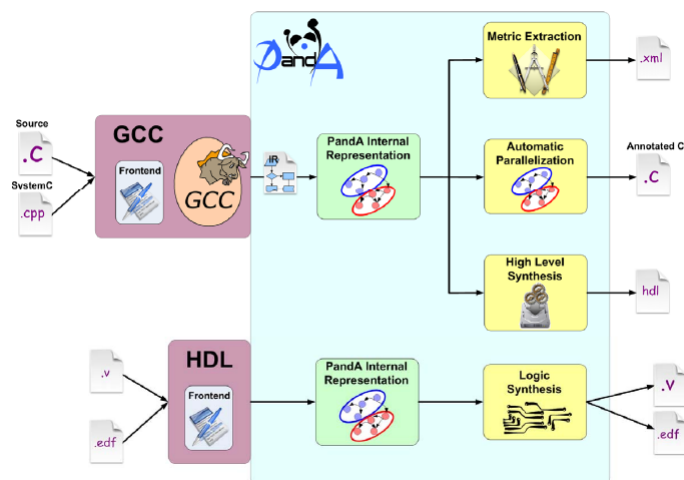 PandA
Metric Extraction
.xml
Source
.C
SystemC
.cpp
GCC
Frontend
GCC
IR
PandA Internal
Representation
Automatic
Parallelization
Annotated C
.C
High Level
Synthesis
hdl
.v
.edf
HDL
Frontend
PandA Internal
Representation
Logic
Synthesis
.v
.edf